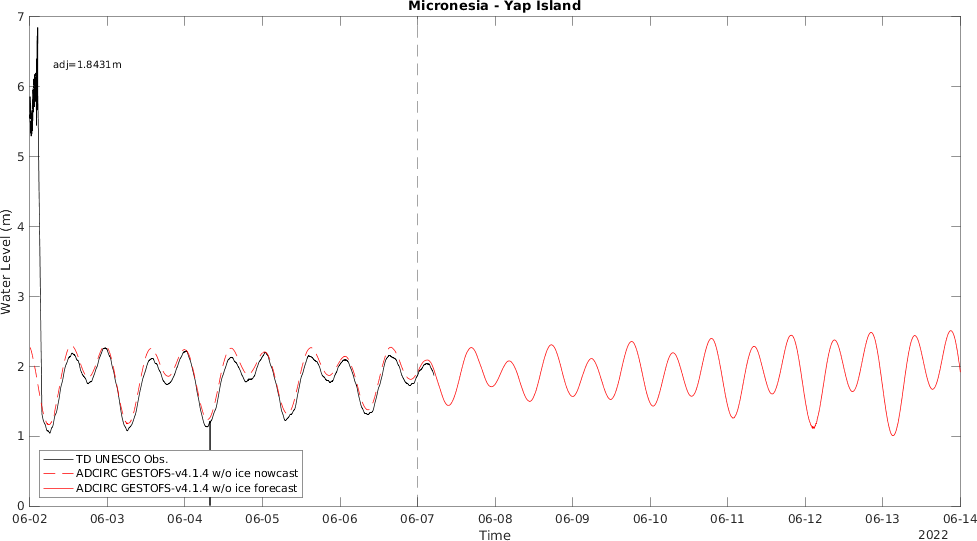 Micronesia - Yap Island
7
adj=1.8431m
6
5
4
Water Level (m)
3
2
1
TD UNESCO Obs.
ADCIRC GESTOFS-v4.1.4 w/o ice nowcast
ADCIRC GESTOFS-v4.1.4 w/o ice forecast
0
06-02 06-03 06-04 06-05 06-06 06-07 06-08 06-09 06-10 06-11 06-12 06-13 06-14
Time
2022